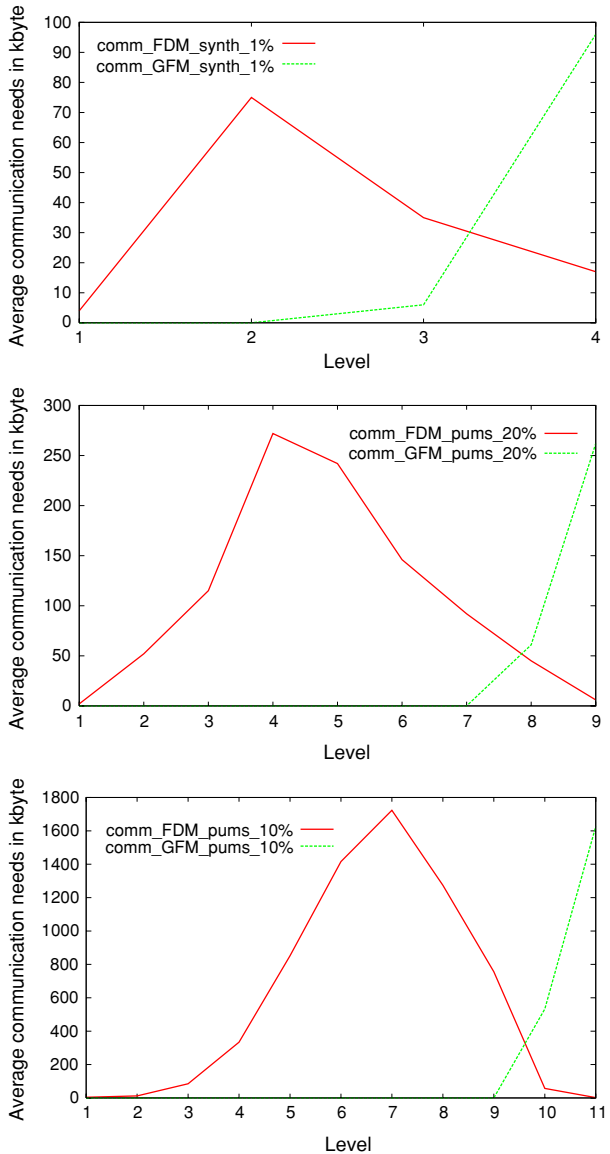 Average communication needs in kbyte
100
90
80
70
60
50
40
30
20
10
0
comm_FDM_synth_1%
comm_GFM_synth_1%
1 2 3 4
Level
Average communication needs in kbyte
300
250
200
150
100
50
0
comm_FDM_pums_20%
comm_GFM_pums_20%
1 2 3 4 5 6 7 8 9
Level
Average communication needs in kbyte
1800
1600
1400
1200
1000
800
600
400
200
0
comm_FDM_pums_10%
comm_GFM_pums_10%
1 2 3 4 5 6 7 8 9 10 11
Level